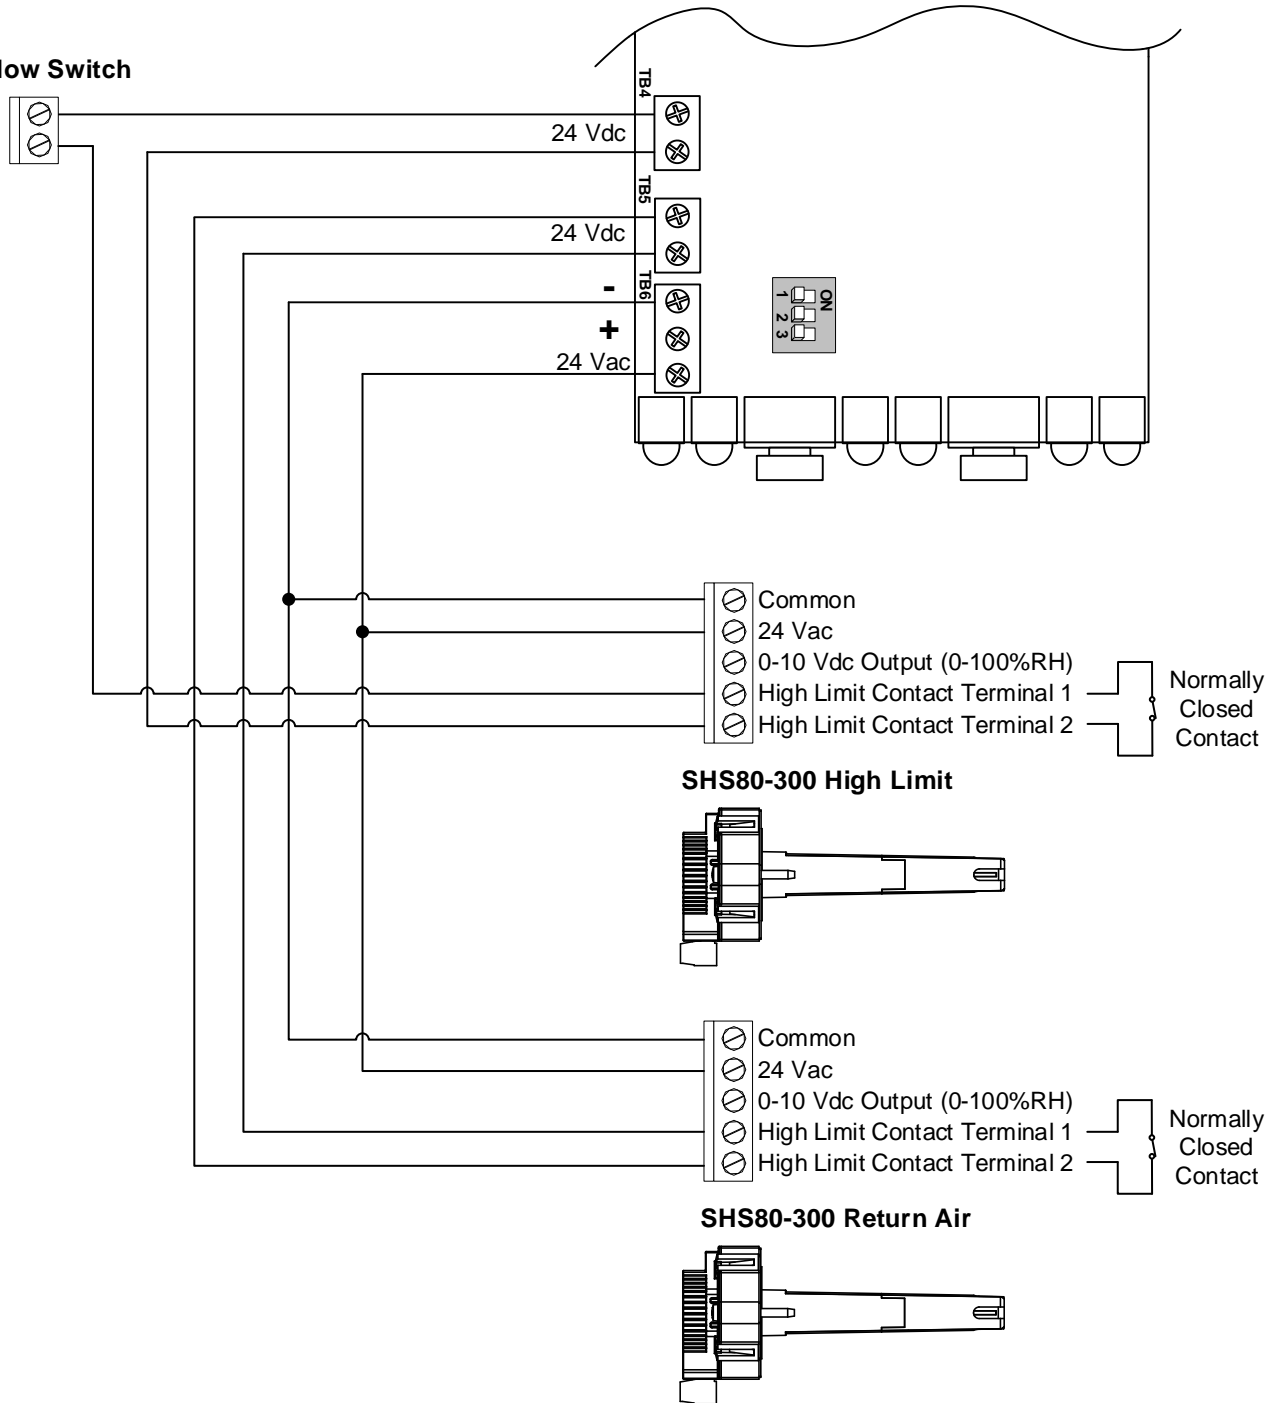 low Switch
TB4
24 Vdc
TB5
24 Vdc
TB6
-
+
24 Vac
ON
1
2
3
Common
24 Vac
0-10 Vdc Output (0-100%RH)
High Limit Contact Terminal 1
High Limit Contact Terminal 2
Normally
Closed
Contact
SHS80-300 High Limit
Common
24 Vac
0-10 Vdc Output (0-100%RH)
High Limit Contact Terminal 1
High Limit Contact Terminal 2
Normally
Closed
Contact
SHS80-300 Return Air